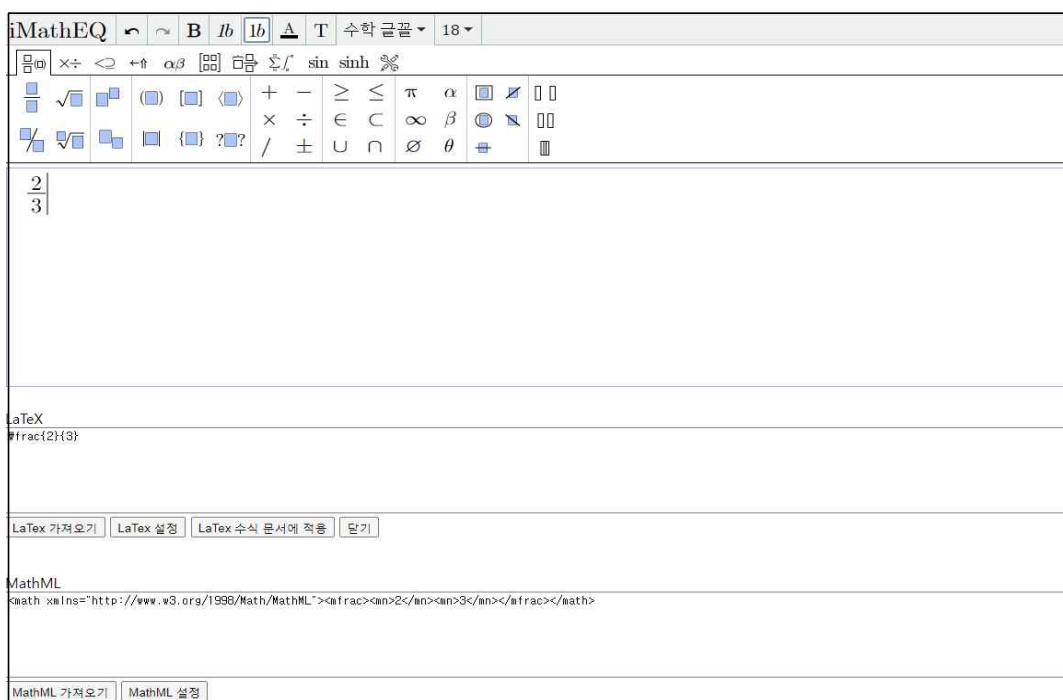 iMathEQ B 1b 1b A T 수학 글꼴 18
×÷ <⊇ αβ sin sinh
( ) [ ] ⟨ ⟩ + − ≥ ≤ π α
× ÷ ∈ ⊂ ∞ β
| | { } ?? / ± ∪ ∩ ∅ θ
2
3
LaTeX
₩frac{2}{3}
LaTex 가져오기 LaTex 설정 LaTex 수식 문서에 적용 닫기
MathML
<math xmlns="http://www.w3.org/1998/Math/MathML"><mfrac><mn>2</mn><mn>3</mn></mfrac></math>
MathML 가져오기 MathML 설정